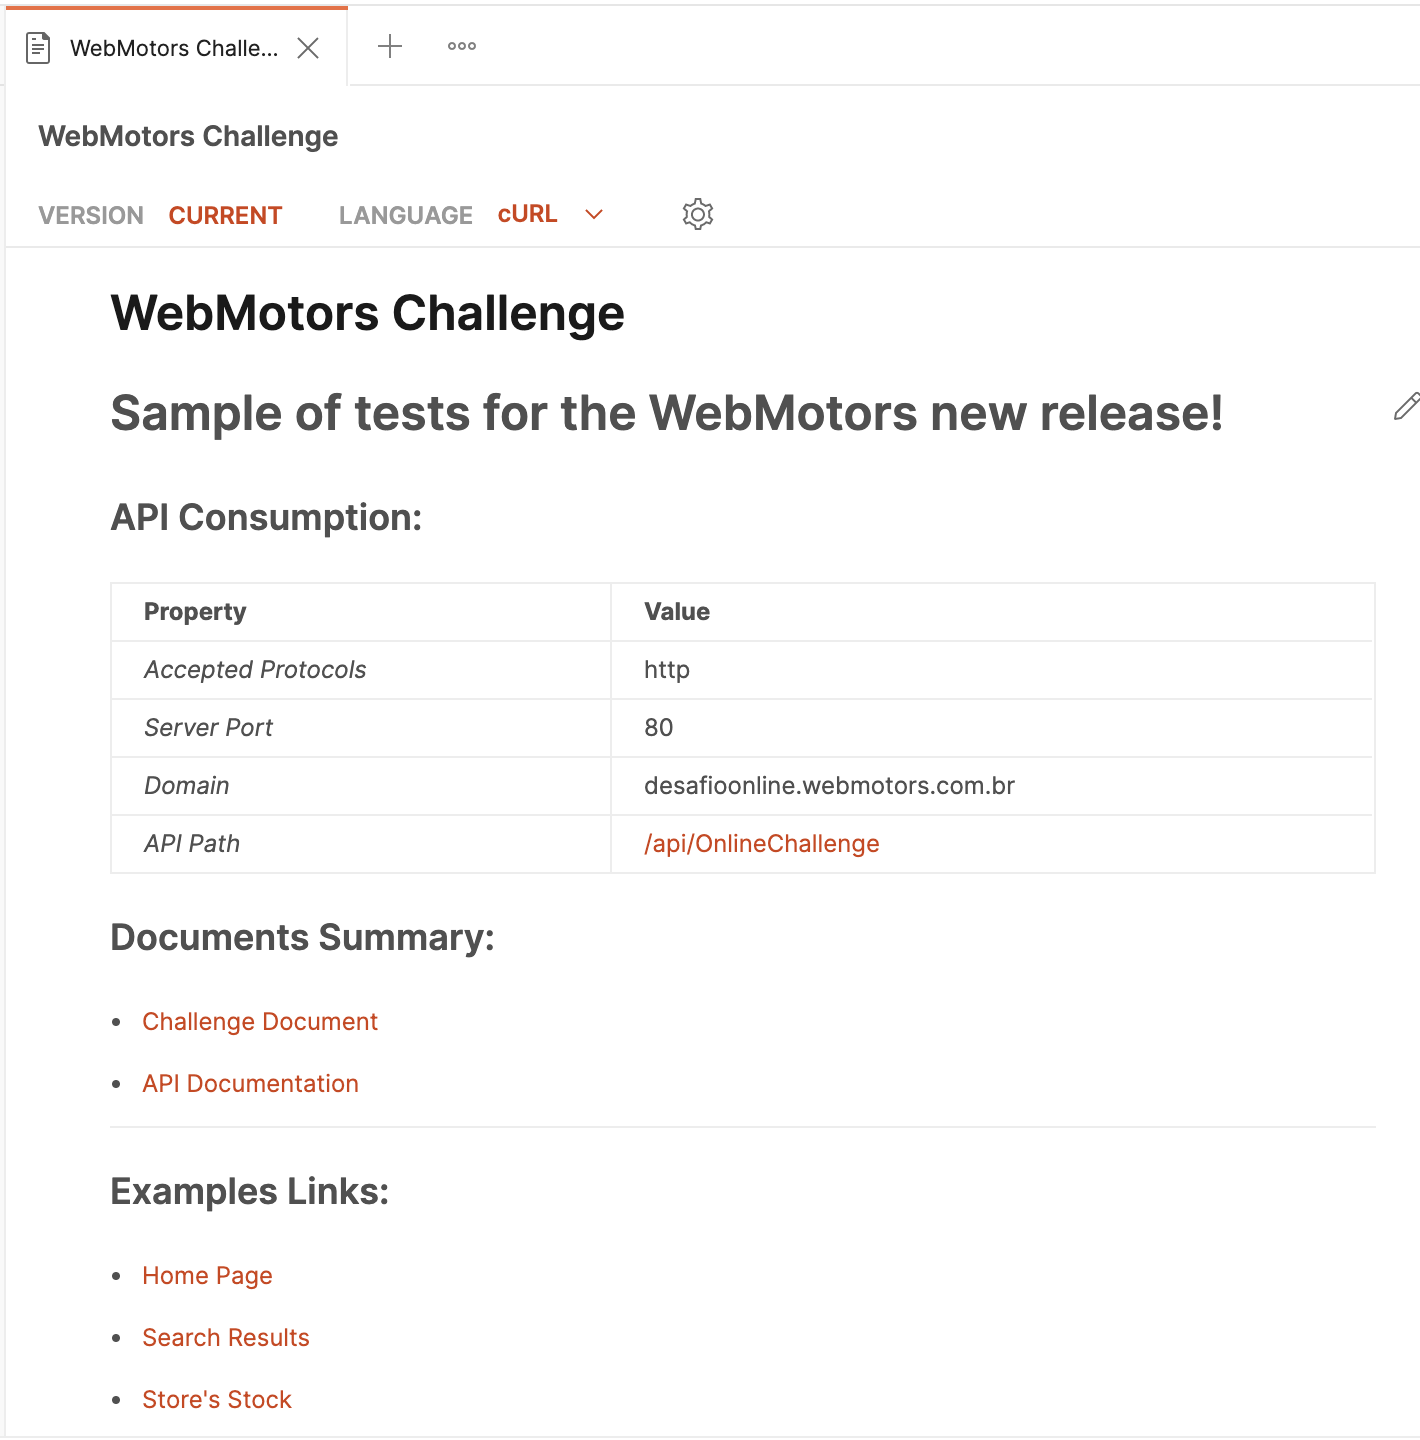 WebMotors Challe...
WebMotors Challenge
VERSION CURRENT LANGUAGE cURL
WebMotors Challenge
Sample of tests for the WebMotors new release!
API Consumption:
Property Value
Accepted Protocols http
Server Port 80
Domain desafioonline.webmotors.com.br
API Path /api/OnlineChallenge
Documents Summary:
• Challenge Document
• API Documentation
Examples Links:
• Home Page
• Search Results
• Store's Stock